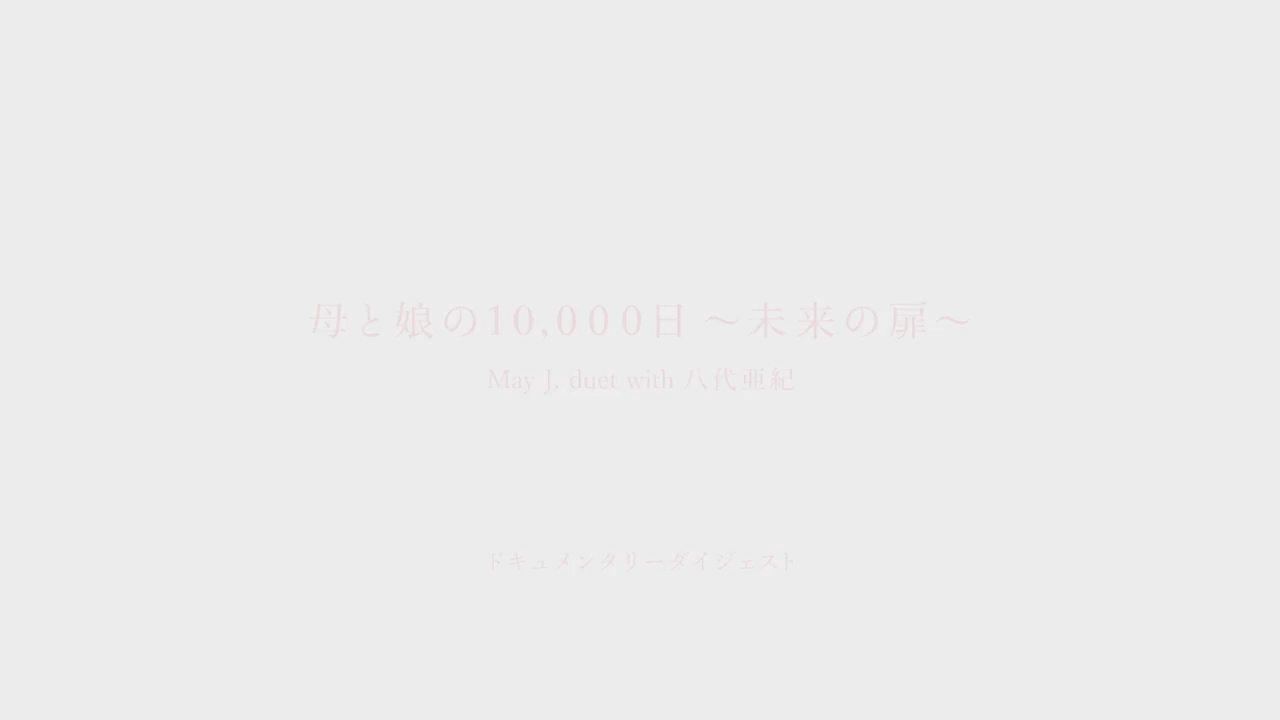 母と娘の10,000日 〜未来の扉〜
May J. duet with 八代亜紀
ドキュメンタリーダイジェスト